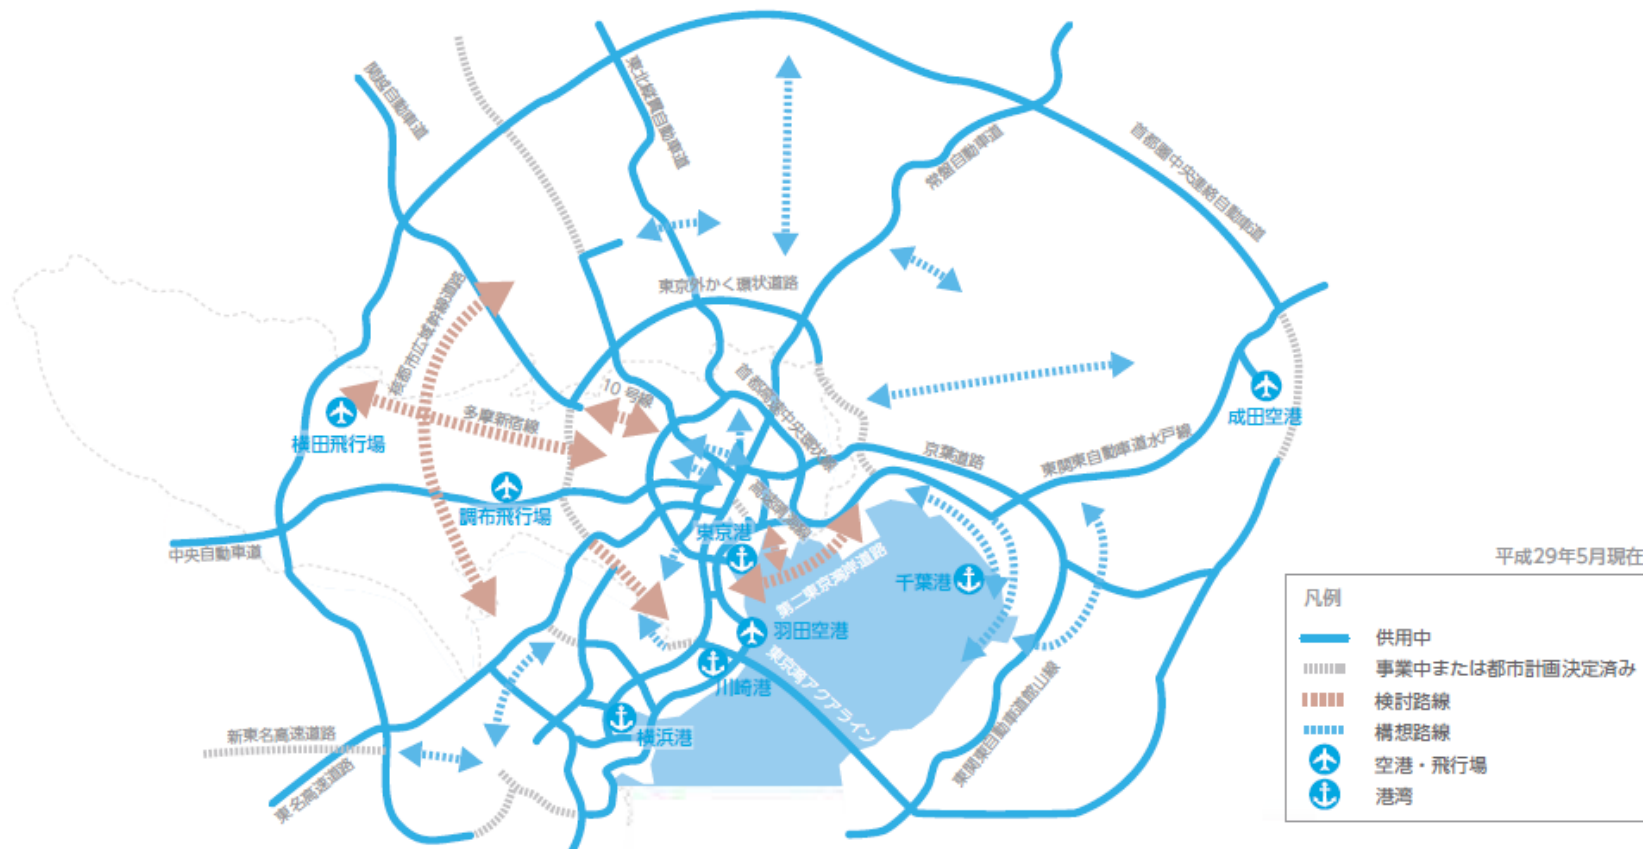 関越自動車道
東北縦貫自動車道
常盤自動車道
首都圏中央連絡自動車道
東京外かく環状道路
核都市広域幹線道路
10 号線
首都高速中央環状線
多摩新宿線
横田飛行場
成田空港
京葉道路
東関東自動車道水戸線
高速晴海線
調布飛行場
東京港
中央自動車道
第二東京湾岸道路
千葉港
羽田空港
東京湾アクアライン
川崎港
新東名高速道路
横浜港
東関東自動車道館山線
東名高速道路
平成29年5月現在
凡例
供用中
事業中または都市計画決定済み
検討路線
構想路線
空港・飛行場
港湾